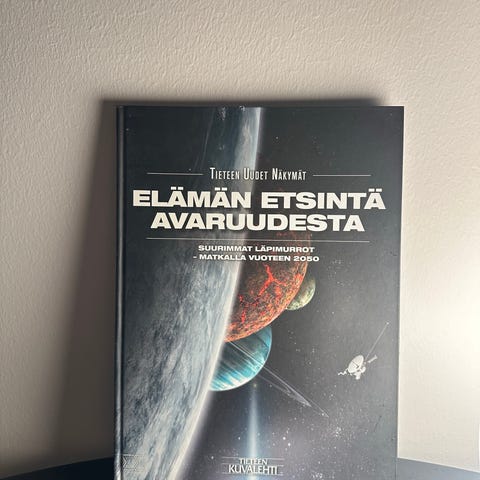 TIETEEN UUDET NÄKYMÄT
ELÄMÄN ETSINTÄ
AVARUUDESTA
SUURIMMAT LÄPIMURROT
- MATKALLA VUOTEEN 2050
TIETEEN
KUVALEHTI